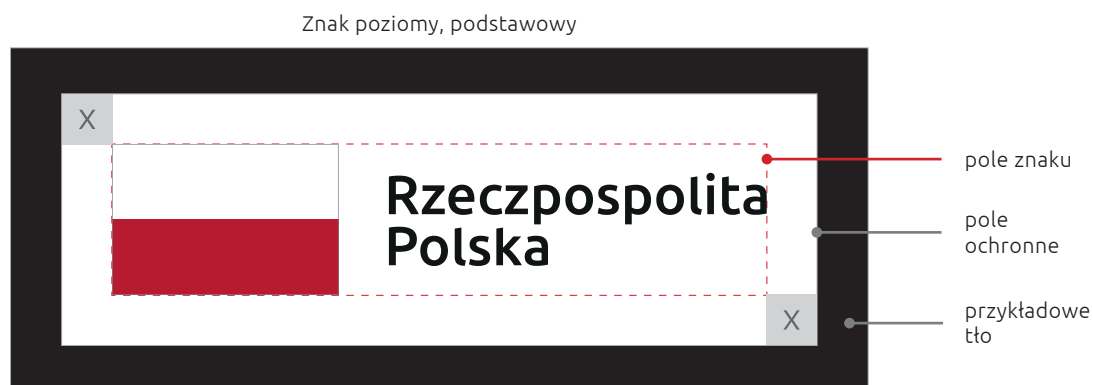 Znak poziomy, podstawowy
X
Rzeczpospolita
Polska
pole znaku
pole
ochronne
X
przykładowe
tło